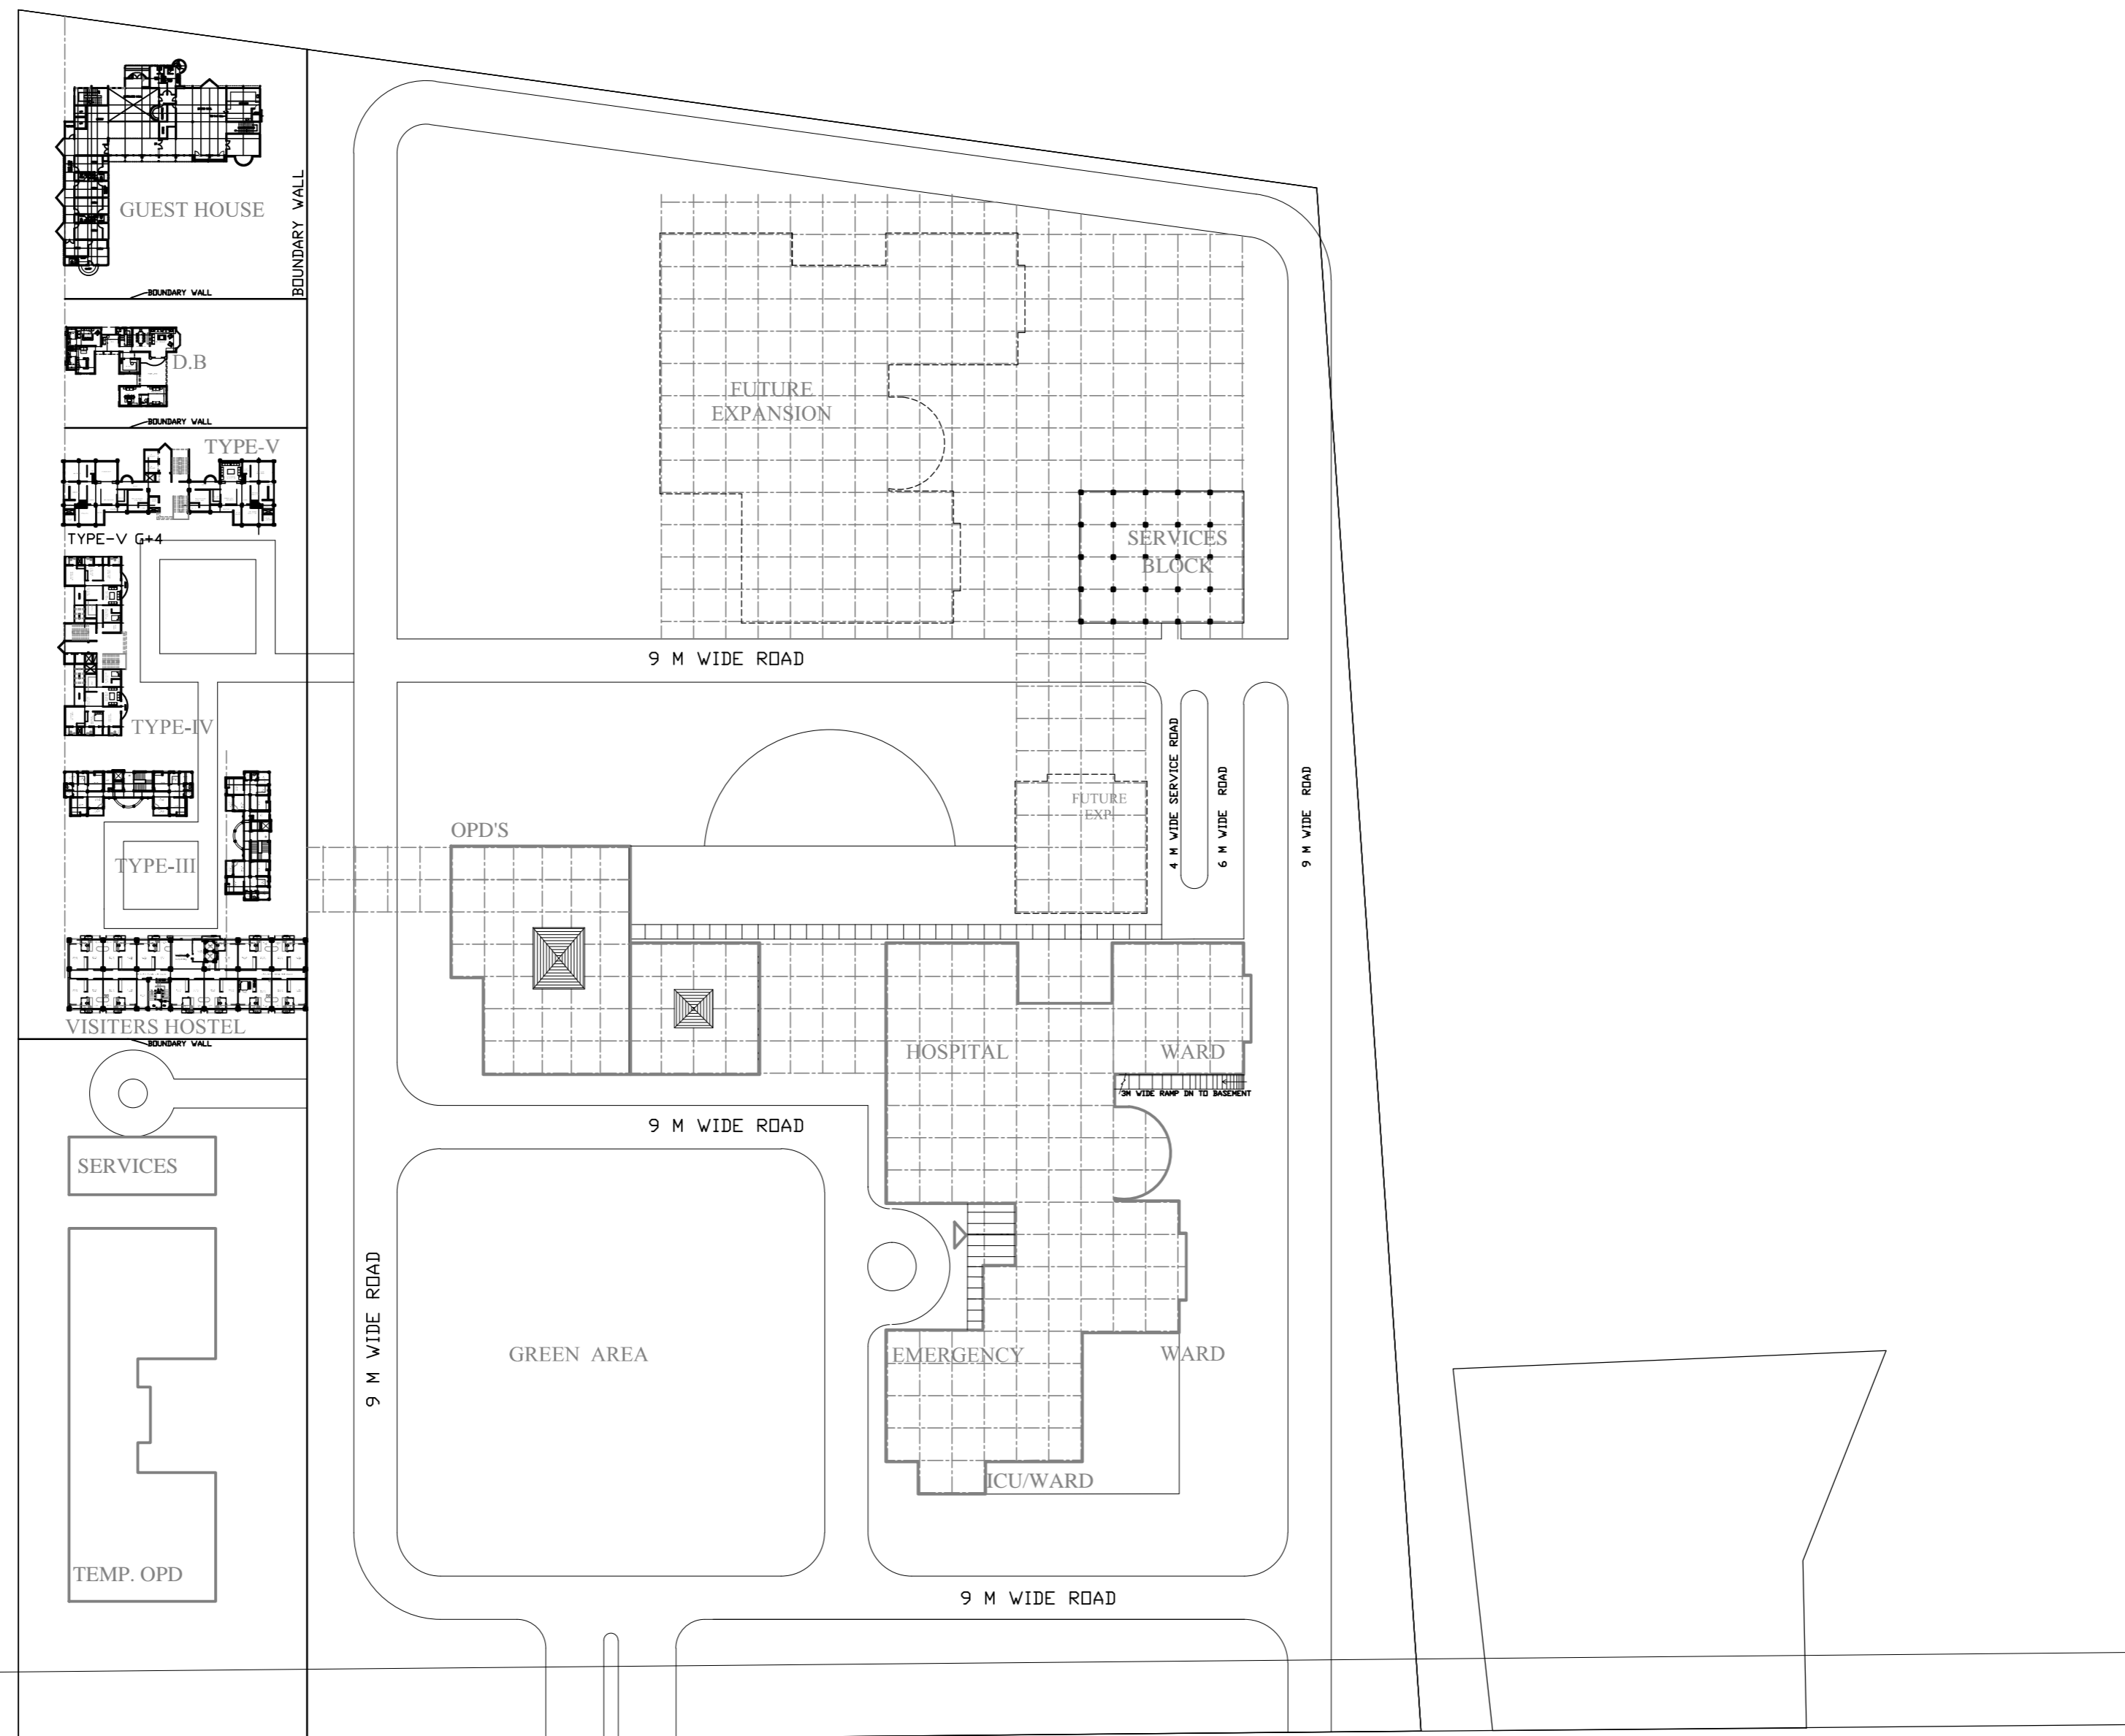 GUEST HOUSE
BOUNDARY WALL
BOUNDARY WALL
D.B
BOUNDARY WALL
TYPE-V
TYPE-V G+4
TYPE-IV
TYPE-III
VISITERS HOSTEL
BOUNDARY WALL
SERVICES
TEMP. OPD
FUTURE
EXPANSION
SERVICES
BLOCK
9 M WIDE ROAD
4 M WIDE SERVICE ROAD
6 M WIDE ROAD
9 M WIDE ROAD
FUTURE
EXP.
OPD'S
HOSPITAL
WARD
3M WIDE RAMP DN TO BASEMENT
9 M WIDE ROAD
9 M WIDE ROAD
GREEN AREA
EMERGENCY
WARD
ICU/WARD
9 M WIDE ROAD